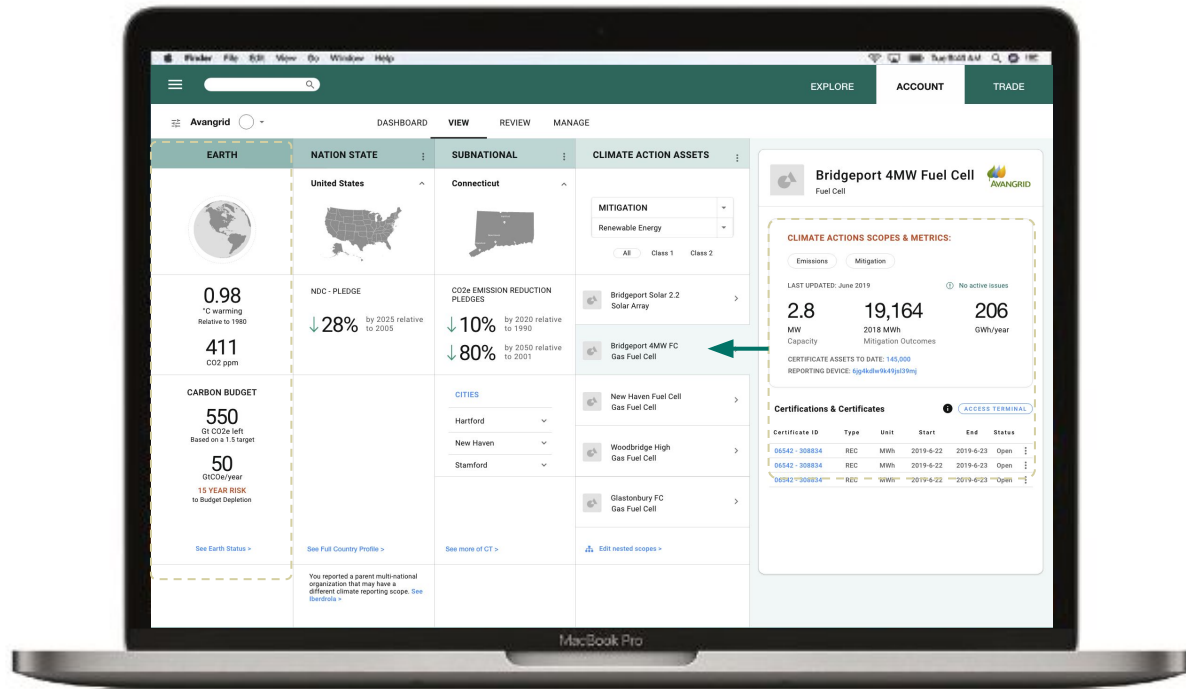 Finder File Edit View Go Window Help
EXPLORE ACCOUNT TRADE
Avangrid
DASHBOARD VIEW REVIEW MANAGE
EARTH
0.98
°C warming
Relative to 1980
411
CO2 ppm
CARBON BUDGET
550
Gt CO2e left
Based on a 1.5 target
50
GtCOe/year
15 YEAR RISK
to Budget Depletion
See Earth Status >
NATION STATE
United States
NDC - PLEDGE
↓ 28% by 2025 relative
to 2005
See Full Country Profile >
You reported a parent multi-national
organization that may have a
different climate reporting scope. See
Iberdrola >
SUBNATIONAL
Connecticut
CO2e EMISSION REDUCTION
PLEDGES
↓ 10% by 2020 relative
to 1990
↓ 80% by 2050 relative
to 2001
CITIES
Hartford
New Haven
Stamford
See more of CT >
CLIMATE ACTION ASSETS
MITIGATION
Renewable Energy
All Class 1 Class 2
Bridgeport Solar 2.2
Solar Array
Bridgeport 4MW FC
Gas Fuel Cell
New Haven Fuel Cell
Gas Fuel Cell
Woodbridge High
Gas Fuel Cell
Glastonbury FC
Gas Fuel Cell
Edit nested scopes >
Bridgeport 4MW Fuel Cell
Fuel Cell
AVANGRID
CLIMATE ACTIONS SCOPES & METRICS:
Emissions Mitigation
LAST UPDATED: June 2019 No active issues
2.8 19,164 206
MW 2018 MWh GWh/year
Capacity Mitigation Outcomes
CERTIFICATE ASSETS TO DATE: 145,000
REPORTING DEVICE: 6jg4kdlw9k49jsl39mj
Certifications & Certificates ACCESS TERMINAL
Certificate ID Type Unit Start End Status
06542 - 308834 REC MWh 2019-6-22 2019-6-23 Open
06542 - 308834 REC MWh 2019-6-22 2019-6-23 Open
06542 - 308834 REC MWh 2019-6-22 2019-6-23 Open
MacBook Pro